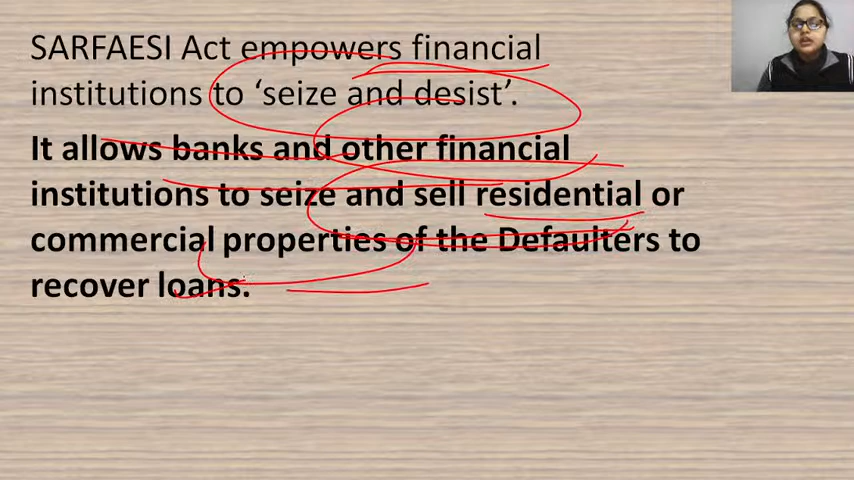 SARFAESI Act empowers financial
institutions to ‘seize and desist’.
It allows banks and other financial
institutions to seize and sell residential or
commercial properties of the Defaulters to
recover loans.